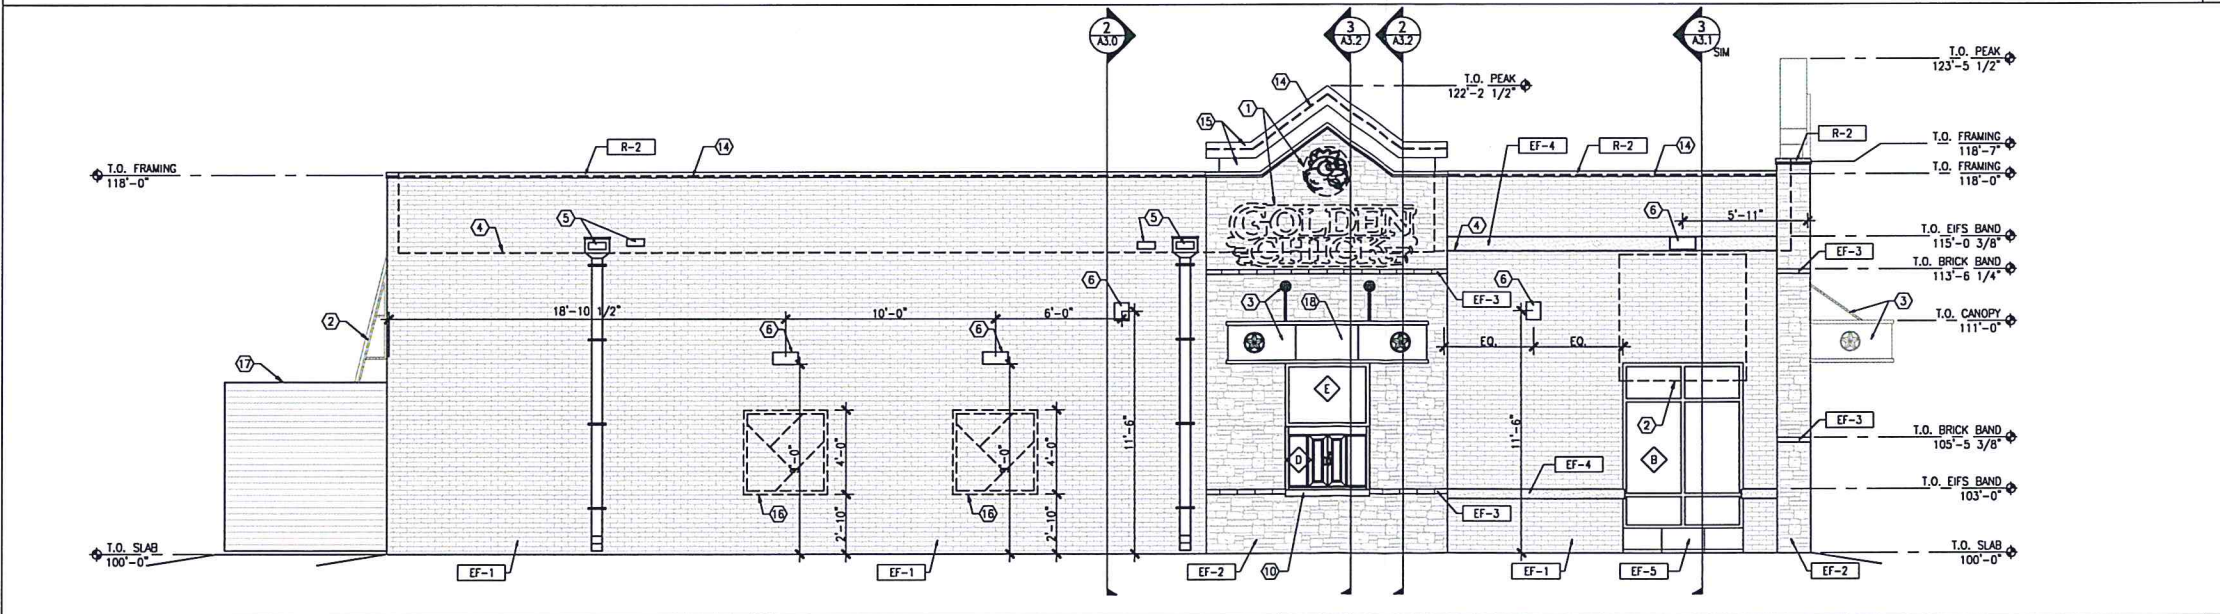 2
A3.0
3
A3.2
2
A3.2
3
A3.1
SIM
T.O. PEAK
123'-5 1/2"
T.O. PEAK
122'-2 1/2"
14
1
15
R-2
14
EF-4
R-2
14
R-2
T.O. FRAMING
118'-7"
T.O. FRAMING
118'-0"
T.O. FRAMING
118'-0"
5
5
6
5'-11"
4
4
GOLDEN
CHICK
T.O. EIFS BAND
115'-0 3/8"
EF-3
T.O. BRICK BAND
113'-6 1/4"
6
3
18
EF-3
6
3
18'-10 1/2"
10'-0"
6'-0"
2
6
6
T.O. CANOPY
111'-0"
EQ.
EQ.
17
E
2
4'-0"
4'-0"
11'-6"
11'-6"
EF-3
T.O. BRICK BAND
105'-5 3/8"
D
B
EF-4
T.O. EIFS BAND
103'-0"
16
16
2'-10"
2'-10"
EF-3
T.O. SLAB
100'-0"
T.O. SLAB
100'-0"
EF-1
EF-1
EF-2
10
EF-1
EF-5
EF-2